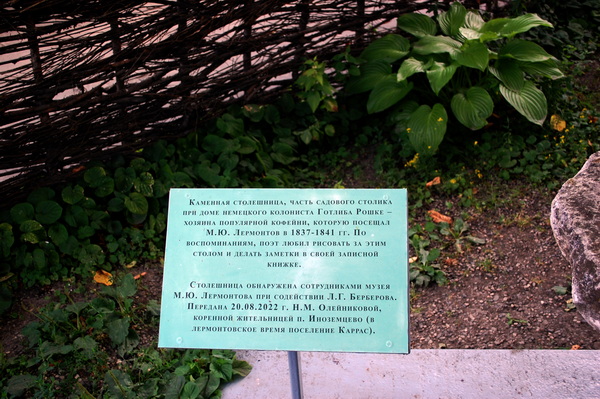 Каменная столешница, часть садового столика
при доме немецкого колониста Готлиба Рошке –
хозяина популярной кофейни, которую посещал
М.Ю. Лермонтов в 1837-1841 гг. По
воспоминаниям, поэт любил рисовать за этим
столом и делать заметки в своей записной
книжке.
Столешница обнаружена сотрудниками музея
М.Ю. Лермонтова при содействии Л.Г. Берберова.
Передана 20.08.2022 г. Н.М. Олейниковой,
коренной жительницей п. Иноземцево (в
лермонтовское время поселение Каррас).